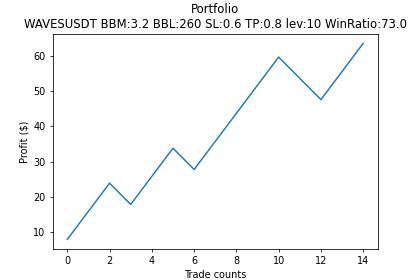 Portfolio
WAVESUSDT BBM:3.2 BBL:260 SL:0.6 TP:0.8 lev:10 WinRatio:73.0
60
50
40
30
20
10
Profit ($)
0 2 4 6 8 10 12 14
Trade counts